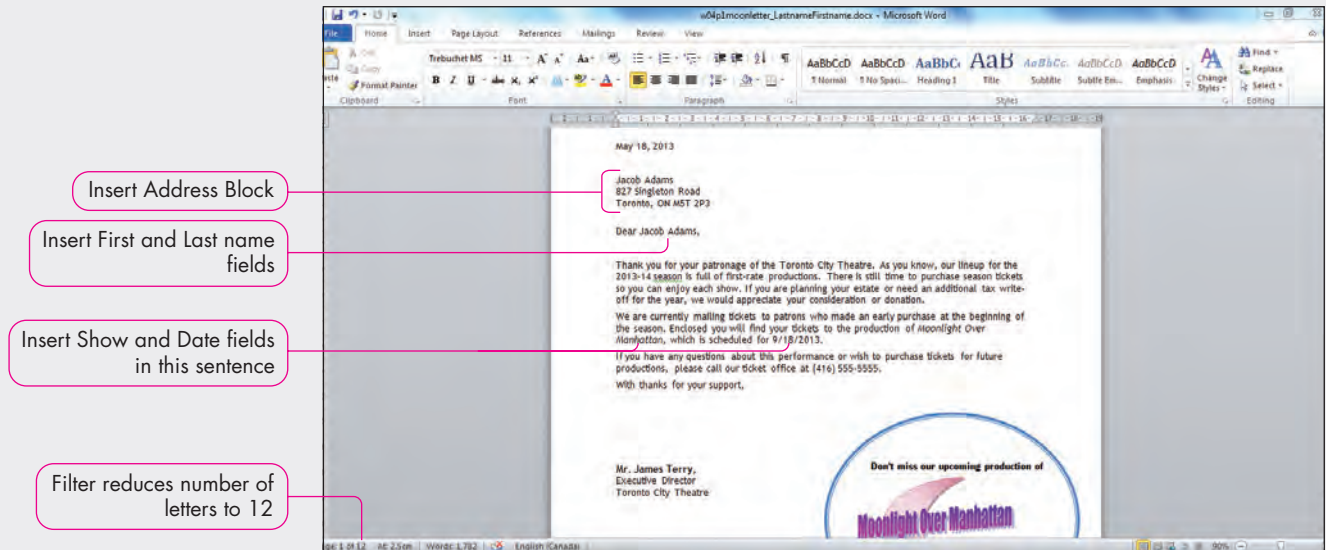 w04p1moonletter_LastnameFirstname.docx - Microsoft Word
File Home Insert Page Layout References Mailings Review View
Cut
Copy
Format Painter
Clipboard
Trebuchet MS 11
Font
Paragraph
AaBbCcD AaBbCcD AaBbCc AaB AaBbCc. AaBbCcD AaBbCcD
¶ Normal ¶ No Spaci... Heading 1 Title Subtitle Subtle Em... Emphasis
Styles
Change Styles
Find
Replace
Select
Editing
May 18, 2013
Insert Address Block
Jacob Adams
827 Singleton Road
Toronto, ON M5T 2P3
Insert First and Last name
fields
Dear Jacob Adams,
Thank you for your patronage of the Toronto City Theatre. As you know, our lineup for the
2013-14 season is full of first-rate productions. There is still time to purchase season tickets
so you can enjoy each show. If you are planning your estate or need an additional tax write-
off for the year, we would appreciate your consideration or donation.
We are currently mailing tickets to patrons who made an early purchase at the beginning of
the season. Enclosed you will find your tickets to the production of Moonlight Over
Manhattan, which is scheduled for 9/18/2013.
Insert Show and Date fields
in this sentence
If you have any questions about this performance or wish to purchase tickets for future
productions, please call our ticket office at (416) 555-5555.
With thanks for your support,
Mr. James Terry,
Executive Director
Toronto City Theatre
Don't miss our upcoming production of
Moonlight Over Manhattan
Filter reduces number of
letters to 12
Page: 1 of 12 At: 2.5cm Words: 1,782 English (Canada) 90%